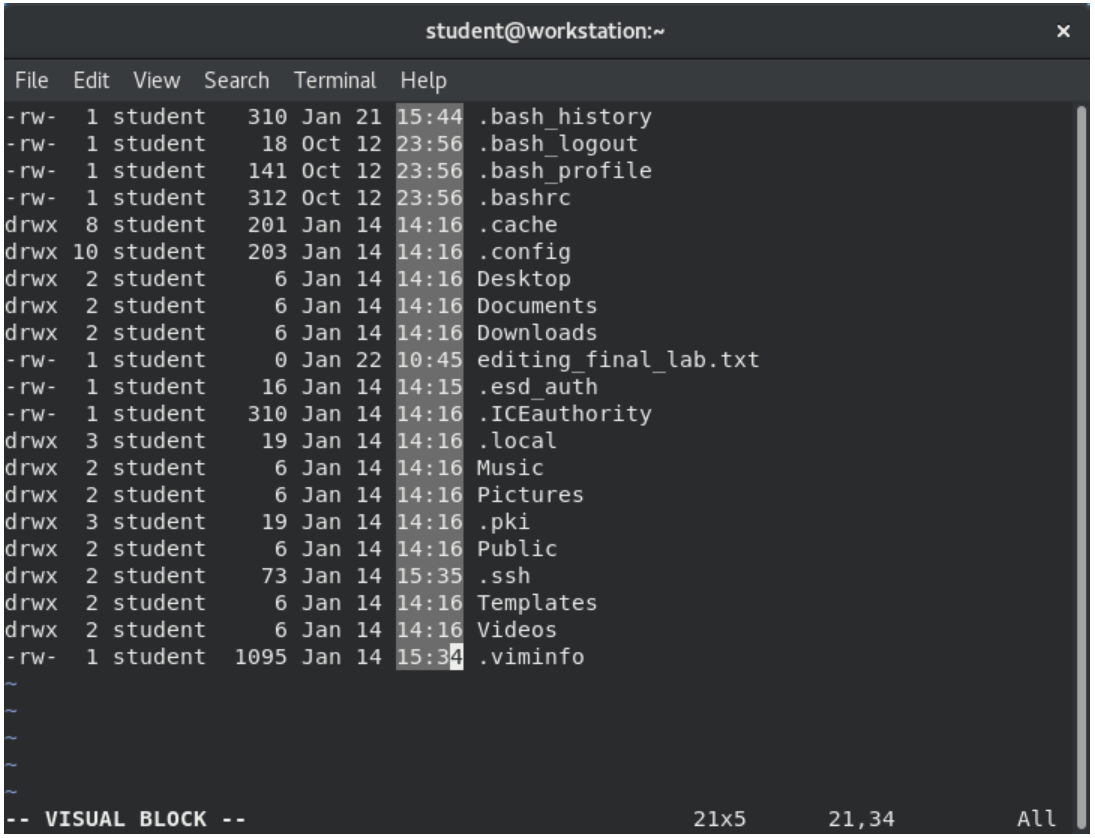 student@workstation:~ ×
File Edit View Search Terminal Help
-rw-  1 student   310 Jan 21 15:44 .bash_history
-rw-  1 student    18 Oct 12 23:56 .bash_logout
-rw-  1 student   141 Oct 12 23:56 .bash_profile
-rw-  1 student   312 Oct 12 23:56 .bashrc
drwx  8 student   201 Jan 14 14:16 .cache
drwx 10 student   203 Jan 14 14:16 .config
drwx  2 student     6 Jan 14 14:16 Desktop
drwx  2 student     6 Jan 14 14:16 Documents
drwx  2 student     6 Jan 14 14:16 Downloads
-rw-  1 student     0 Jan 22 10:45 editing_final_lab.txt
-rw-  1 student    16 Jan 14 14:15 .esd_auth
-rw-  1 student   310 Jan 14 14:16 .ICEauthority
drwx  3 student    19 Jan 14 14:16 .local
drwx  2 student     6 Jan 14 14:16 Music
drwx  2 student     6 Jan 14 14:16 Pictures
drwx  3 student    19 Jan 14 14:16 .pki
drwx  2 student     6 Jan 14 14:16 Public
drwx  2 student    73 Jan 14 15:35 .ssh
drwx  2 student     6 Jan 14 14:16 Templates
drwx  2 student     6 Jan 14 14:16 Videos
-rw-  1 student  1095 Jan 14 15:34 .viminfo
~
~
~
~
~
-- VISUAL BLOCK -- 21x5 21,34 All